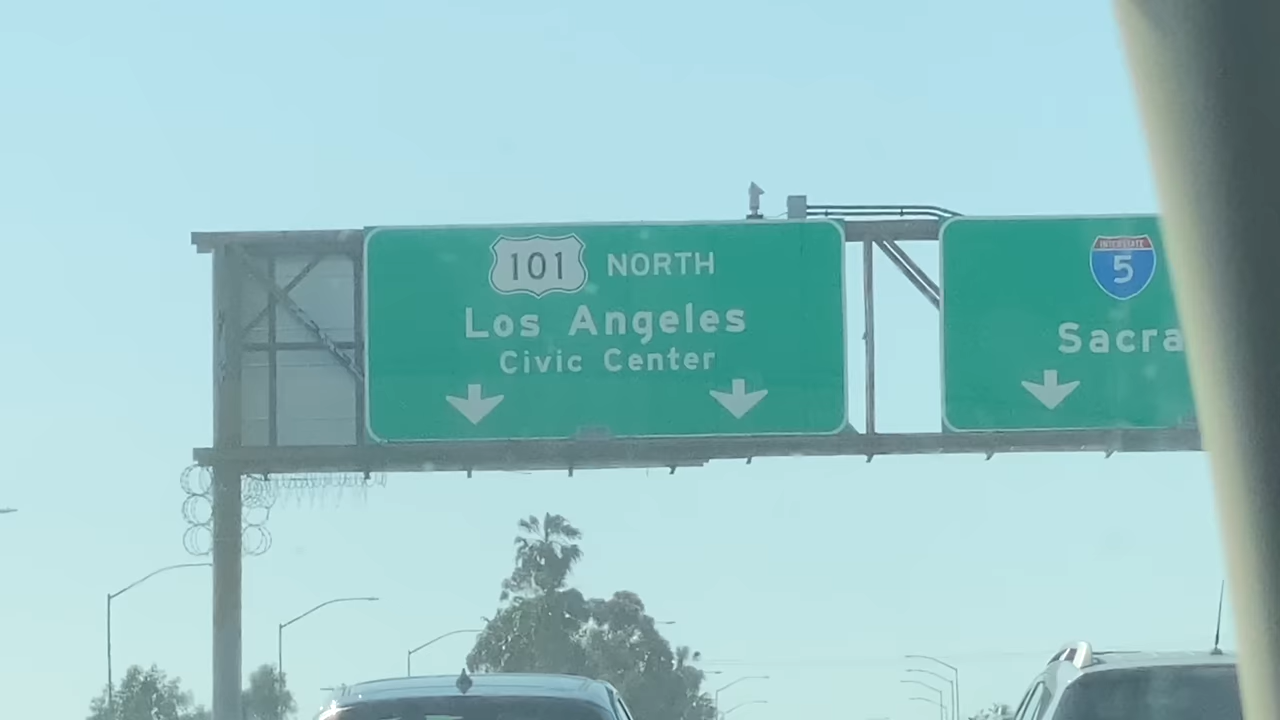 101 NORTH
Los Angeles
Civic Center
INTERSTATE
5
Sacra